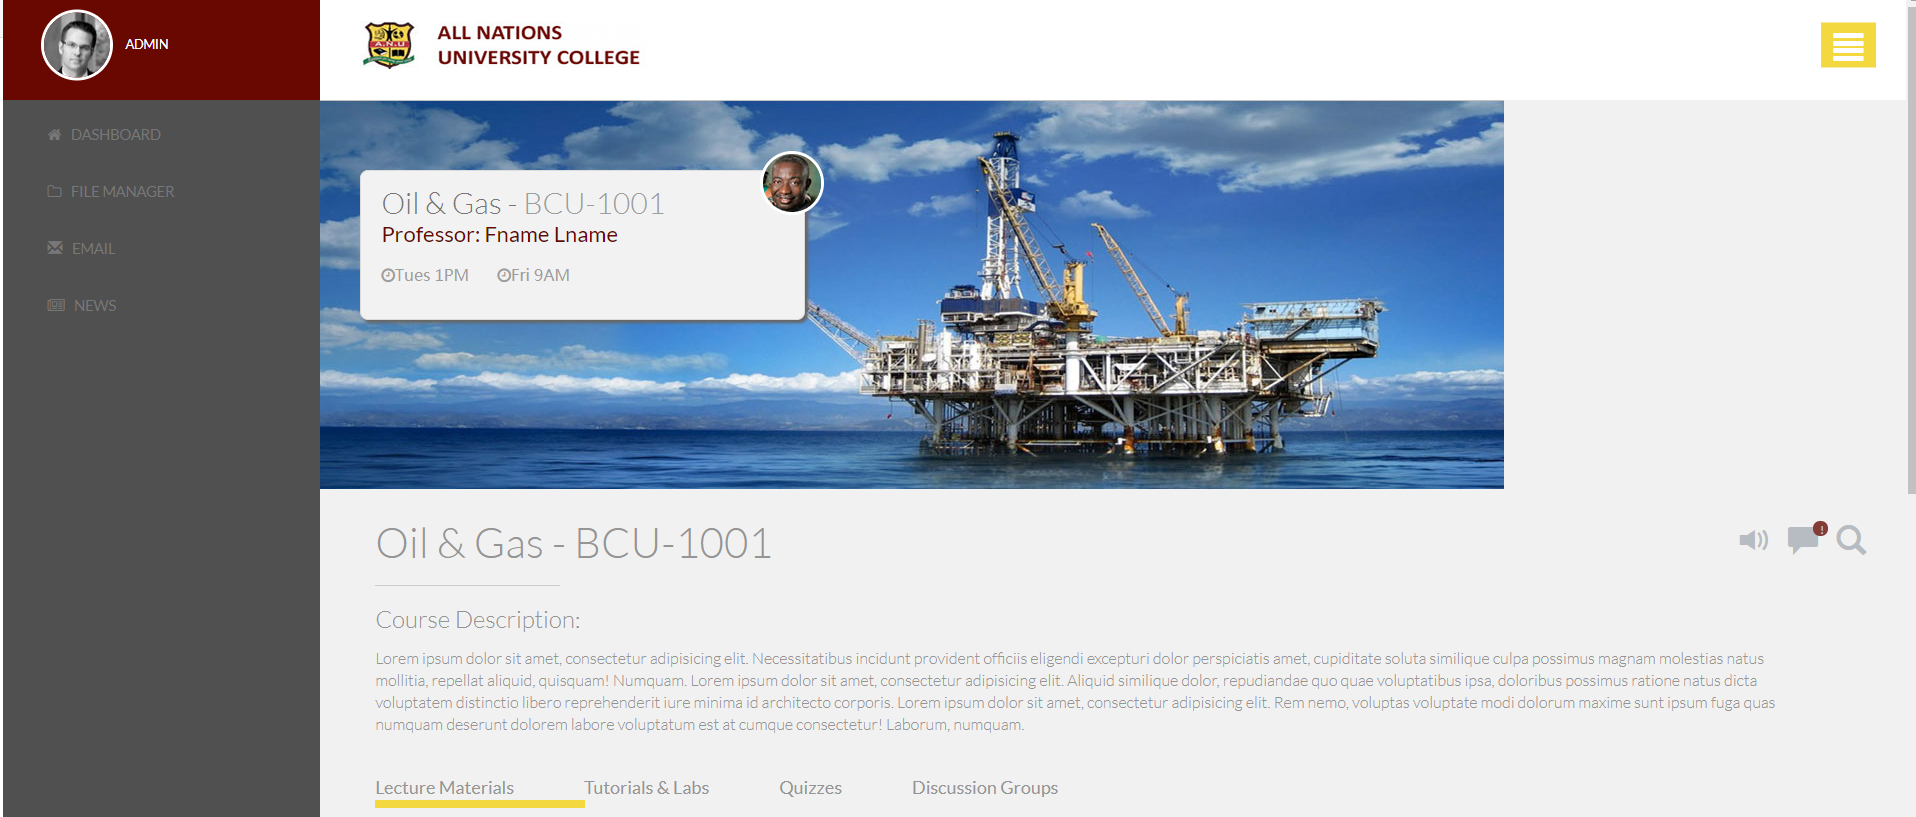 ADMIN
ALL NATIONS
UNIVERSITY COLLEGE
A.N.U
DASHBOARD
FILE MANAGER
EMAIL
NEWS
Oil & Gas - BCU-1001
Professor: Fname Lname
Tues 1PM Fri 9AM
Oil & Gas - BCU-1001
!
Course Description:
Lorem ipsum dolor sit amet, consectetur adipisicing elit. Necessitatibus incidunt provident officiis eligendi excepturi dolor perspiciatis amet, cupiditate soluta similique culpa possimus magnam molestias natus
mollitia, repellat aliquid, quisquam! Numquam. Lorem ipsum dolor sit amet, consectetur adipisicing elit. Aliquid similique dolor, repudiandae quo quae voluptatibus ipsa, doloribus possimus ratione natus dicta
voluptatem distinctio libero reprehenderit iure minima id architecto corporis. Lorem ipsum dolor sit amet, consectetur adipisicing elit. Rem nemo, voluptas voluptate modi dolorum maxime sunt ipsum fuga quas
numquam deserunt dolorem labore voluptatum est at cumque consectetur! Laborum, numquam.
Lecture Materials Tutorials & Labs Quizzes Discussion Groups